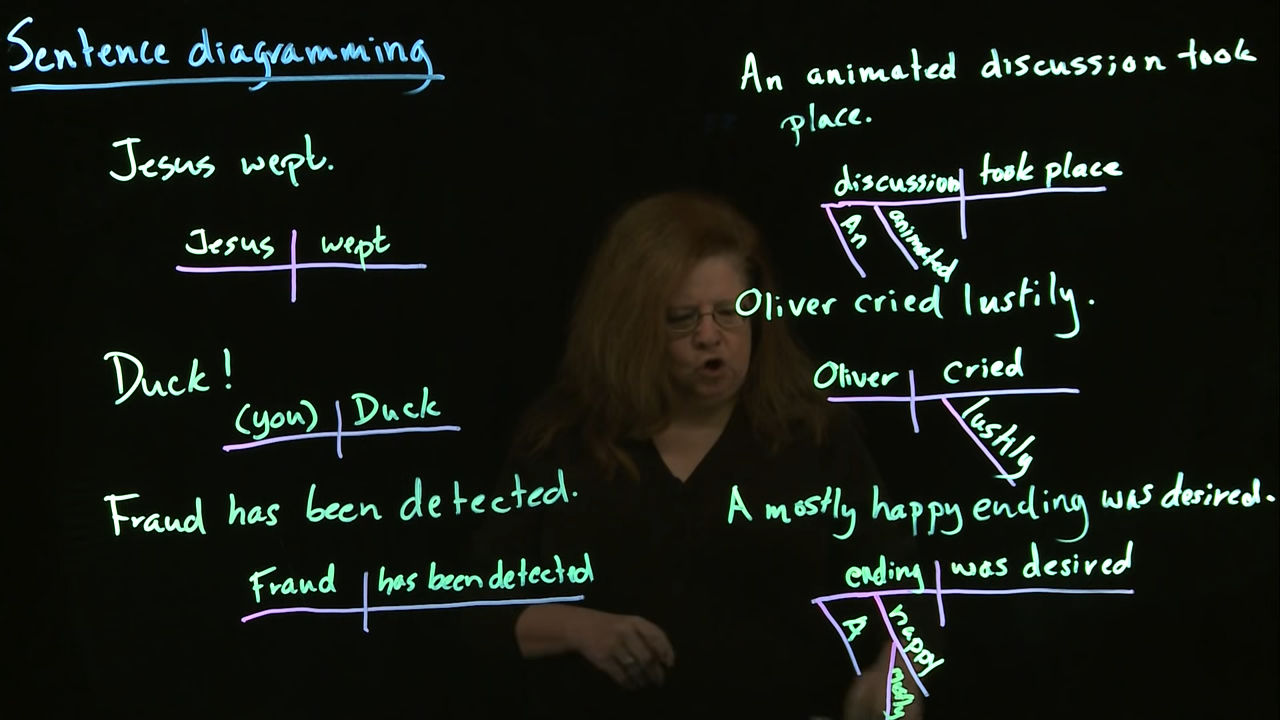 Sentence diagramming
Jesus wept.
Jesus wept
Duck!
(you) Duck
Fraud has been detected.
Fraud has been detected
An animated discussion took
place.
discussion took place
An animated
Oliver cried lustily.
Oliver cried
lustily
A mostly happy ending was desired.
ending was desired
A happy
mostly